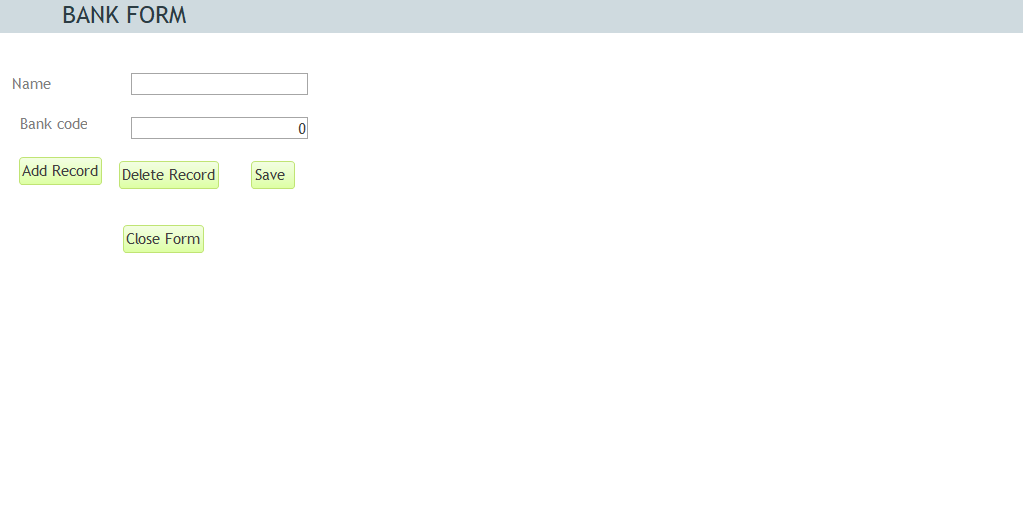 BANK FORM
Name
Bank code 0
Add Record Delete Record Save
Close Form